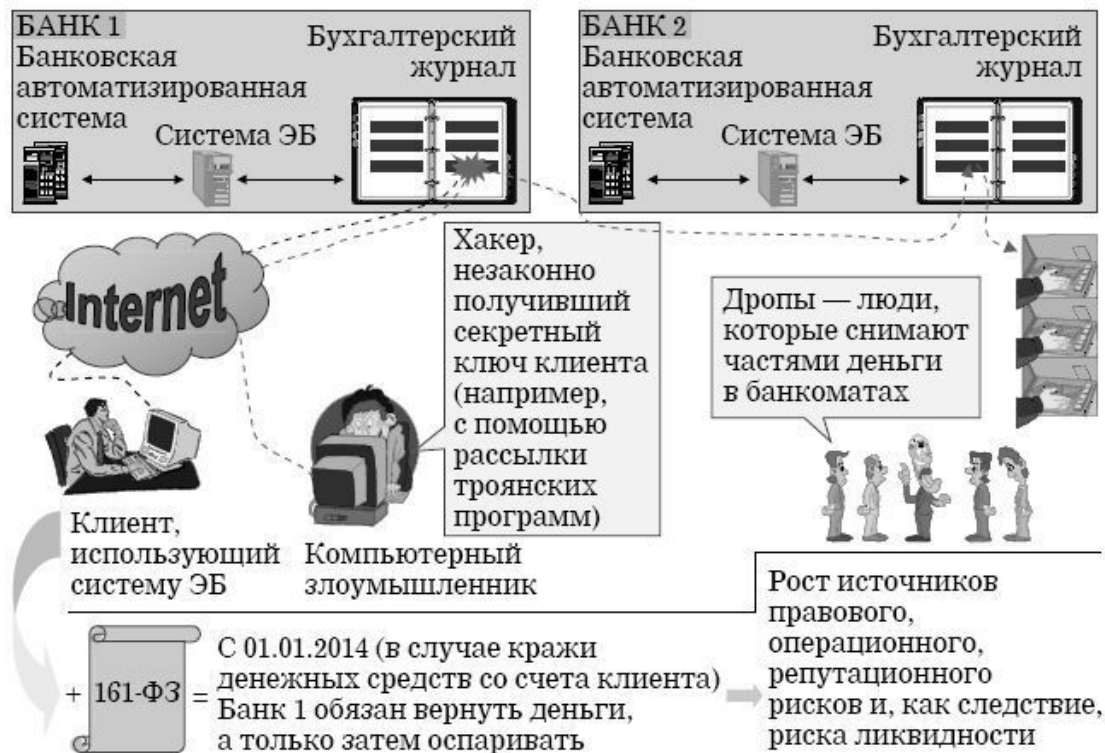 БАНК 1
Банковская
автоматизированная
система
Бухгалтерский
журнал
Система ЭБ
БАНК 2
Банковская
автоматизированная
система
Бухгалтерский
журнал
Система ЭБ
Internet
Хакер,
незаконно
получивший
секретный
ключ клиента
(например,
с помощью
рассылки
троянских
программ)
Дропы — люди,
которые снимают
частями деньги
в банкоматах
Клиент,
использующий
систему ЭБ
Компьютерный
злоумышленник
+ 161-ФЗ =
С 01.01.2014 (в случае кражи
денежных средств со счета клиента)
Банк 1 обязан вернуть деньги,
а только затем оспаривать
Рост источников
правового,
операционного,
репутационного
рисков и, как следствие,
риска ликвидности